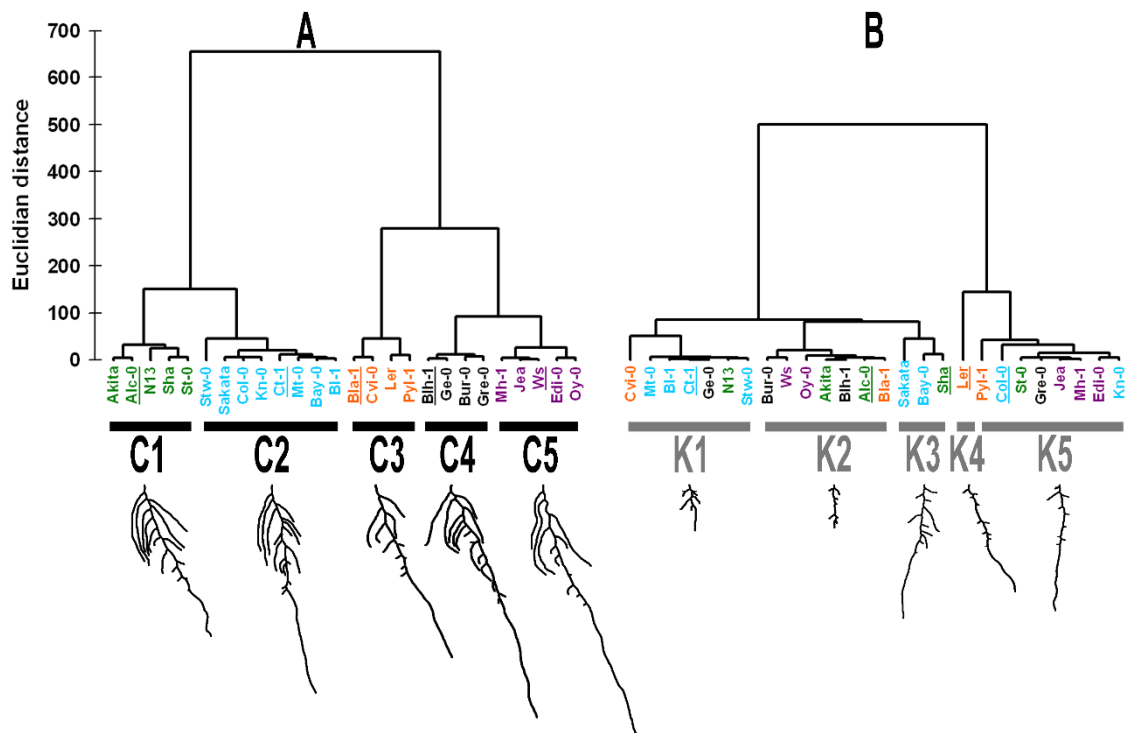 A
B
700
600
500
400
300
200
100
0
Euclidian distance
Akita
Alc-0
N13
Sha
St-0
Stw-0
Sakata
Col-0
Kn-0
Ct-1
Mt-0
Bay-0
Bl-1
Bla-1
Cvi-0
Ler
Pyl-1
Blh-1
Ge-0
Bur-0
Gre-0
Mh-1
Jea
Ws
Edi-0
Oy-0
Cvi-0
Mt-0
Bl-1
Ct-1
Ge-0
N13
Stw-0
Bur-0
Ws
Oy-0
Akita
Blh-1
Alc-0
Bla-1
Sakata
Bay-0
Sha
Ler
Pyl-1
Col-0
St-0
Gre-0
Jea
Mh-1
Edi-0
Kn-0
C1 C2 C3 C4 C5 K1 K2 K3 K4 K5